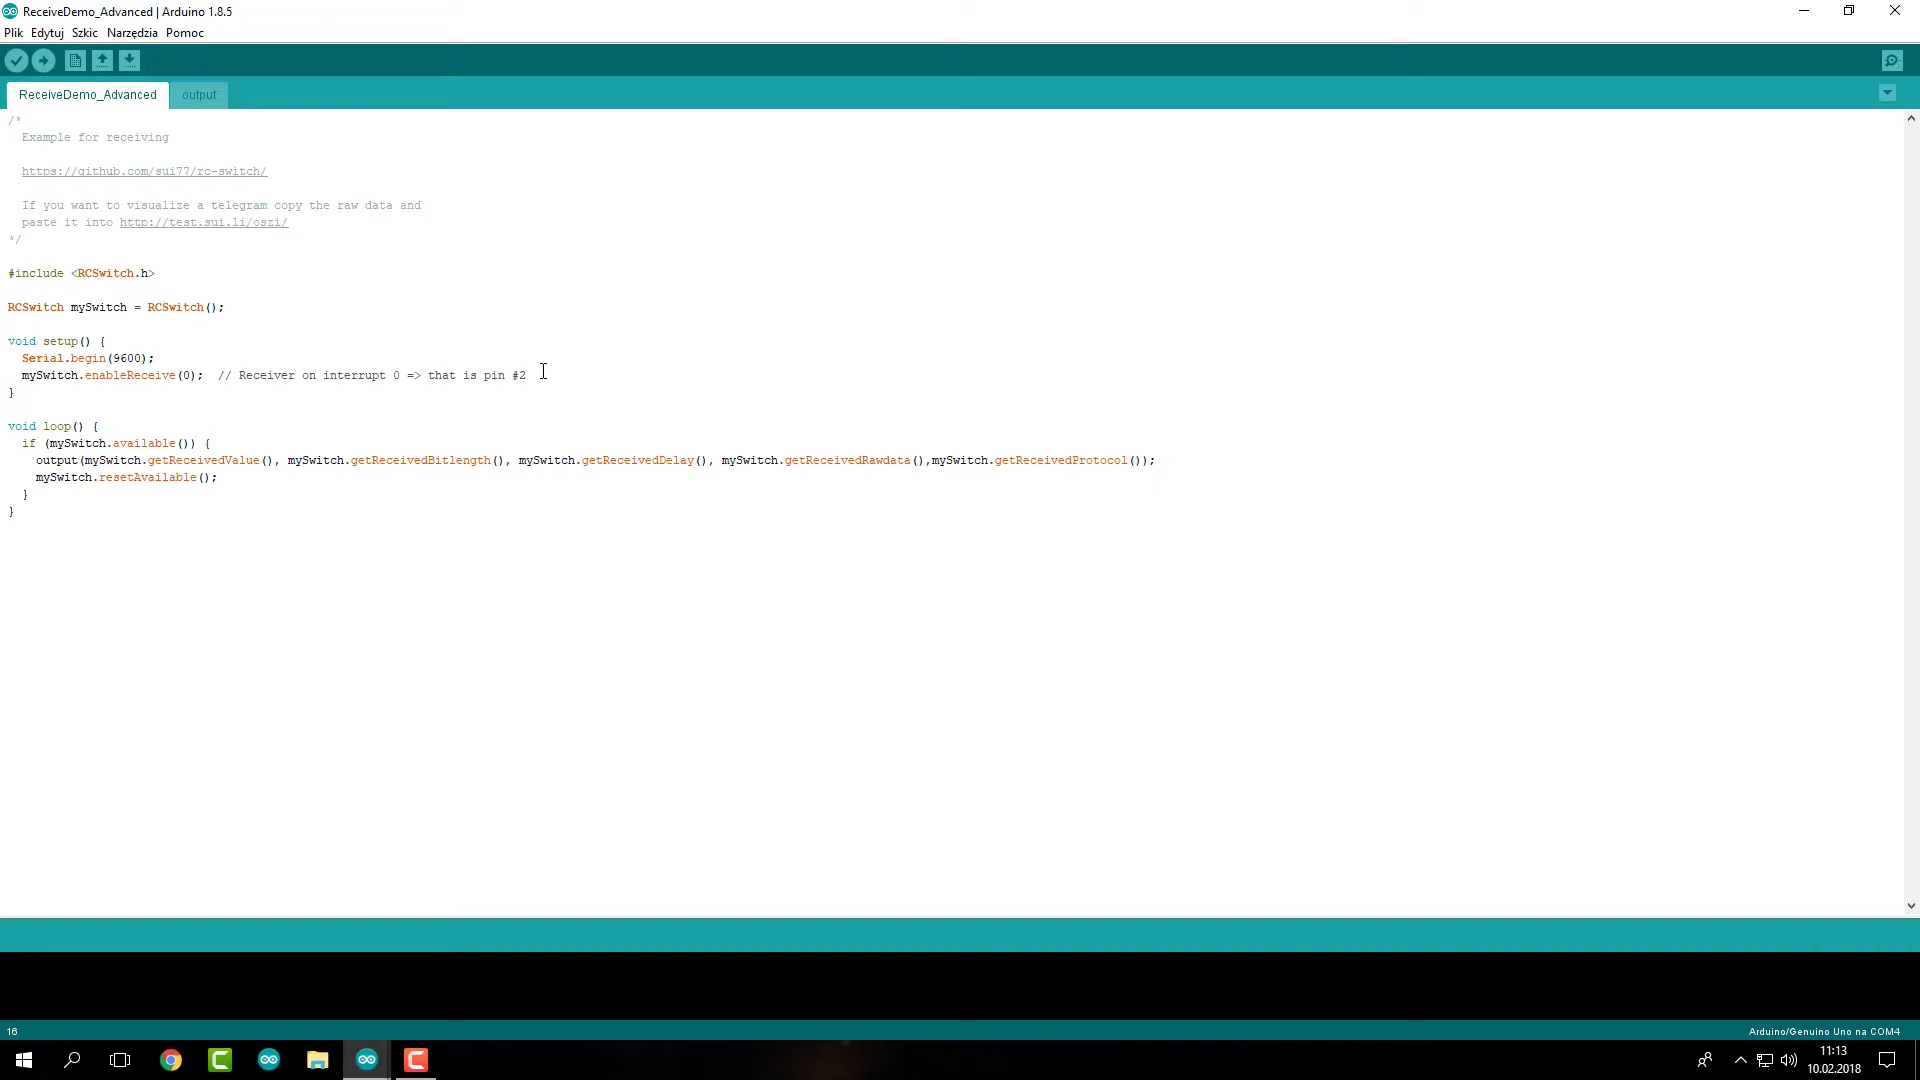 ReceiveDemo_Advanced | Arduino 1.8.5
Plik Edytuj Szkic Narzędzia Pomoc
ReceiveDemo_Advanced output
/*
  Example for receiving
  https://github.com/sui77/rc-switch/
  If you want to visualize a telegram copy the raw data and
  paste it into http://test.sui.li/oszi/
*/
#include <RCSwitch.h>
RCSwitch mySwitch = RCSwitch();
void setup() {
  Serial.begin(9600);
  mySwitch.enableReceive(0);  // Receiver on interrupt 0 => that is pin #2
}
void loop() {
  if (mySwitch.available()) {
    output(mySwitch.getReceivedValue(), mySwitch.getReceivedBitlength(), mySwitch.getReceivedDelay(), mySwitch.getReceivedRawdata(),mySwitch.getReceivedProtocol());
    mySwitch.resetAvailable();
  }
}
16
Arduino/Genuino Uno na COM4
11:13
10.02.2018